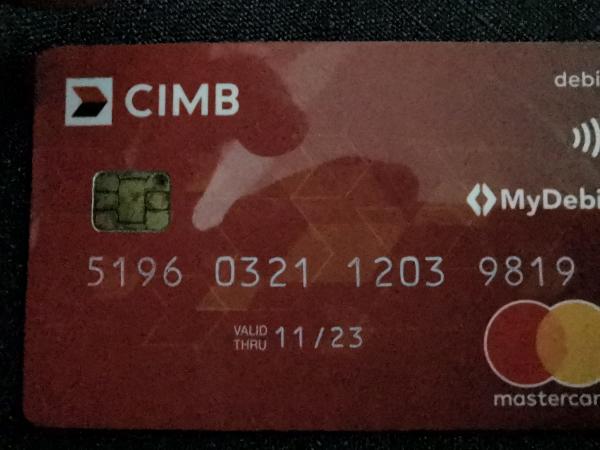 CIMB
debi
MyDebi
5196 0321 1203 9819
VALID THRU 11/23
mastercar